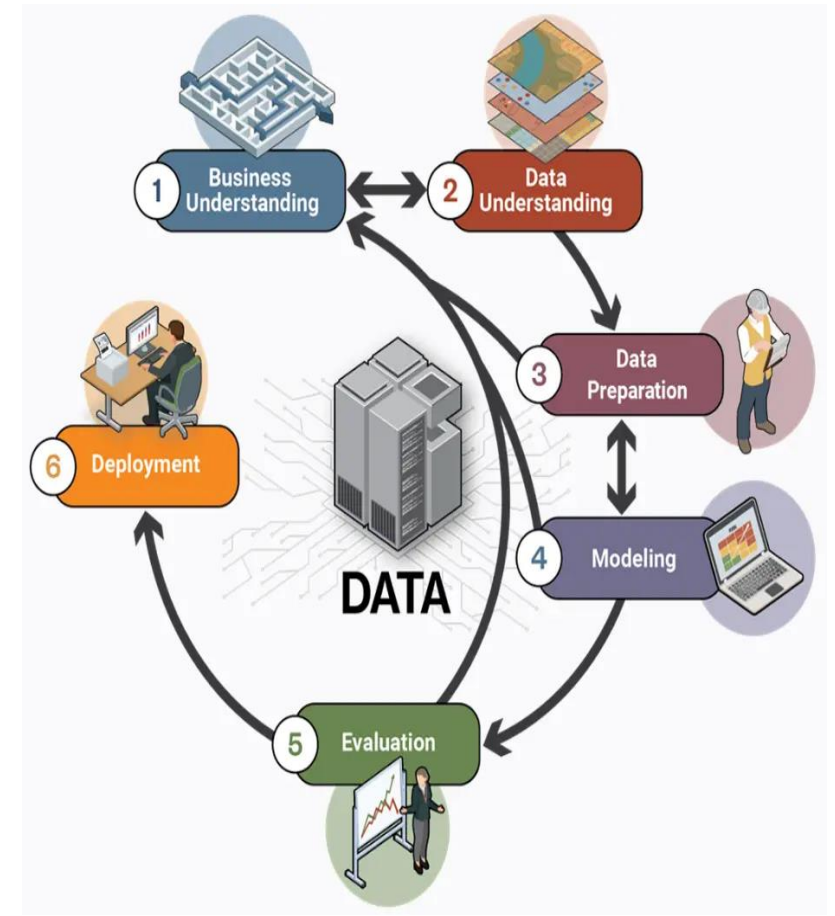 1
Business
Understanding
2
Data
Understanding
3
Data
Preparation
4
Modeling
5
Evaluation
6
Deployment
DATA